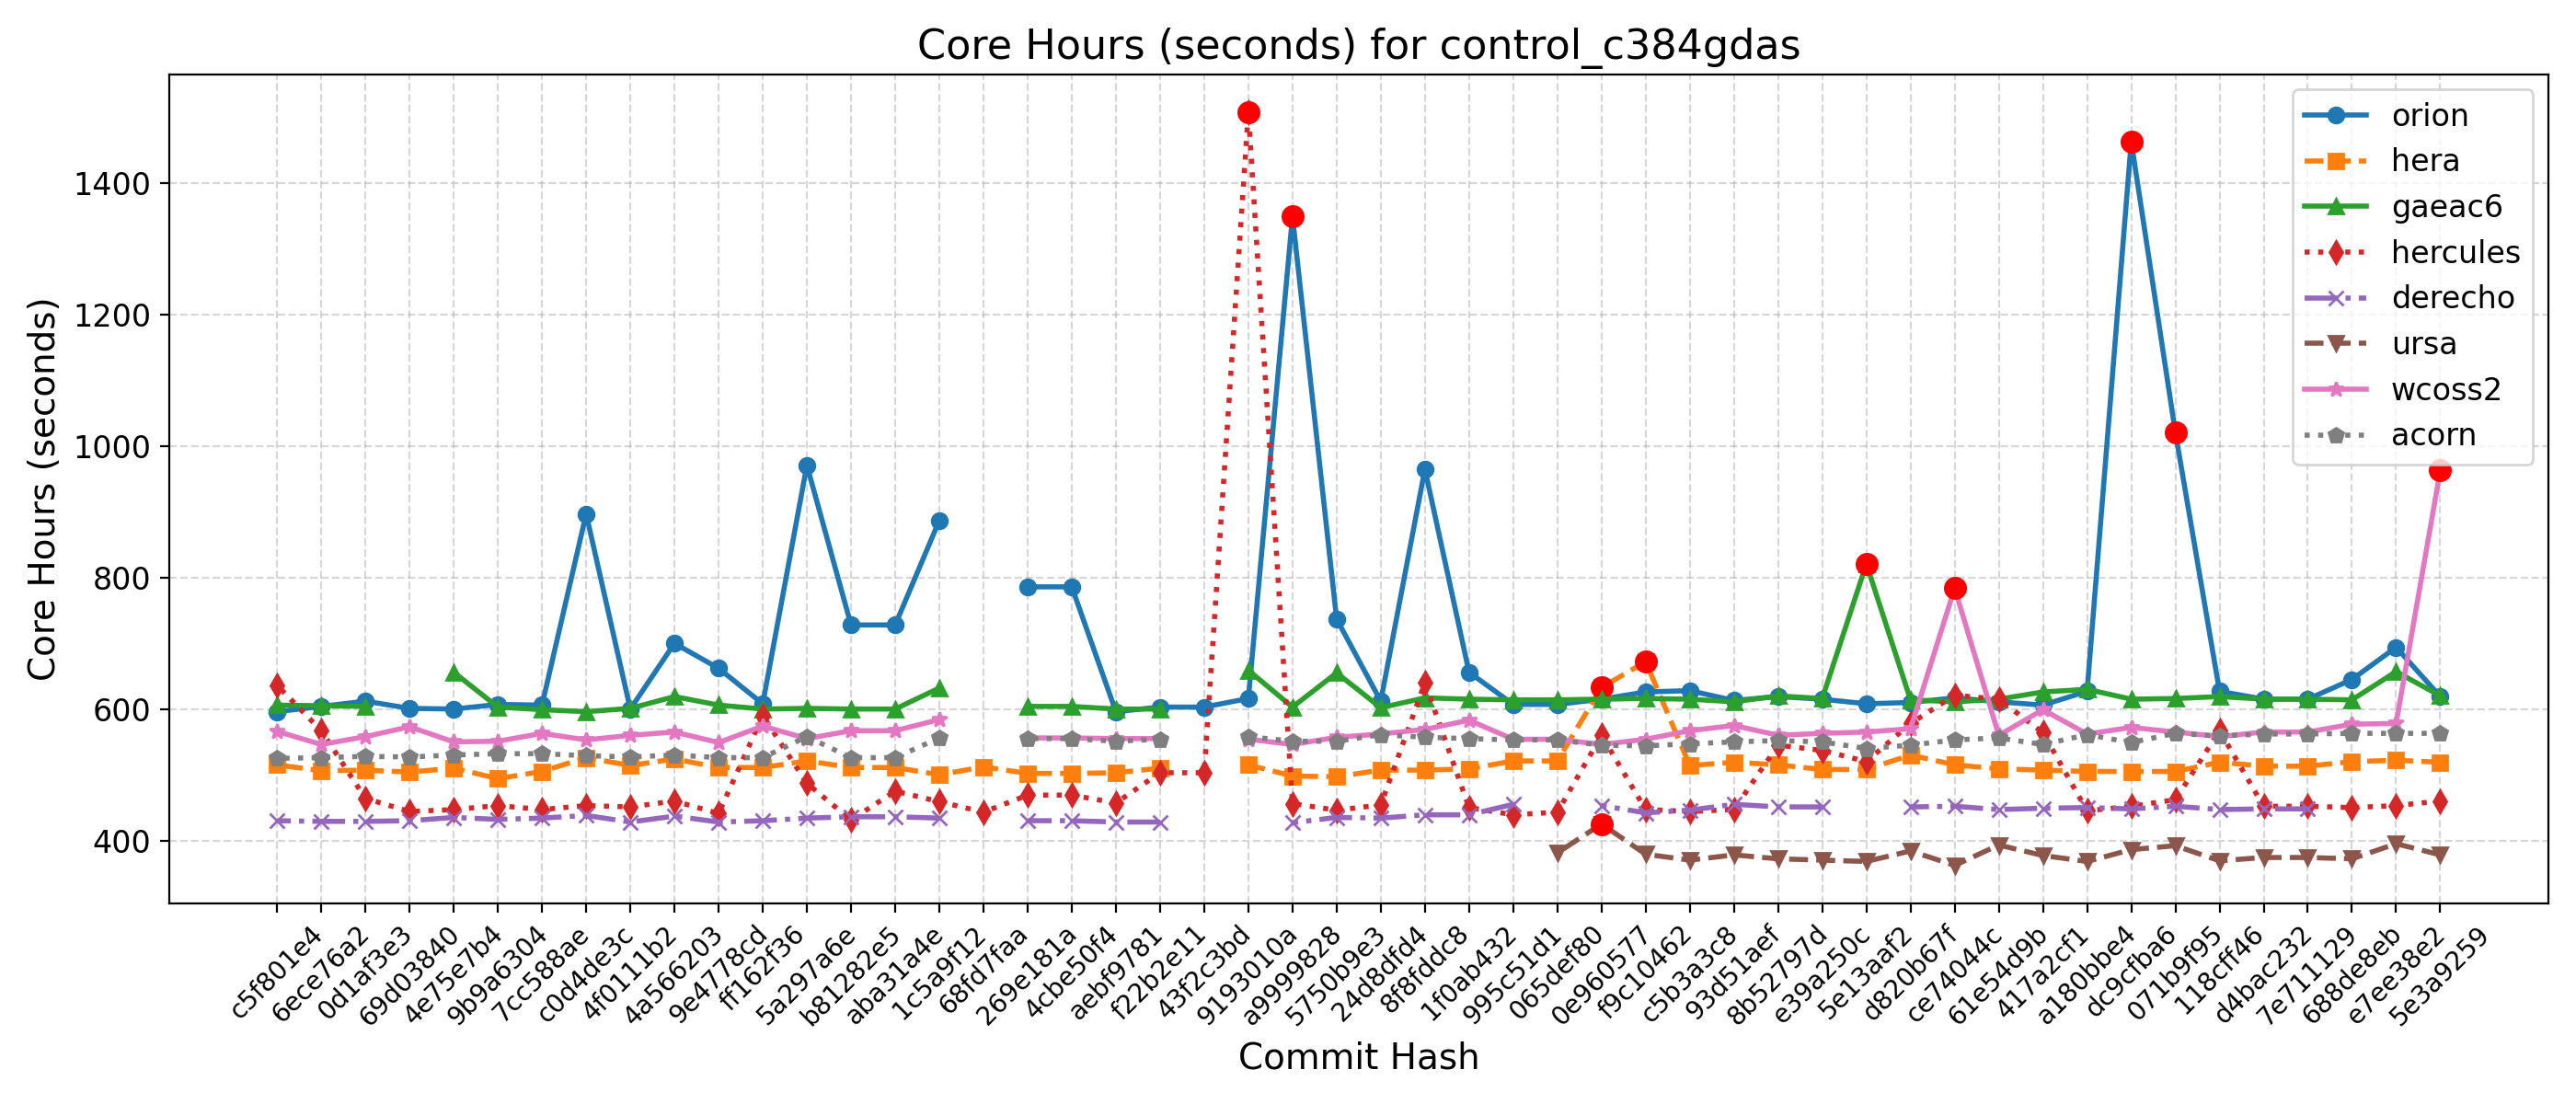 Core Hours (seconds) for control_c384gdas
Core Hours (seconds)
1400
1200
1000
800
600
400
orion
hera
gaeac6
hercules
derecho
ursa
wcoss2
acorn
c5f801e4
6ece76a2
0d1af3e3
69d03840
4e75e7b4
9b9a6304
7cc588ae
c0d4de3c
4f0111b2
4a566203
9e4778cd
ff162f36
5a297a6e
b81282e5
aba31a4e
1c5a9f12
68fd7faa
269e181a
4cbe50f4
aebf9781
f22b2e11
43f2c3bd
9193010a
a9999828
5750b9e3
24d8dfd4
8f8fddc8
1f0ab432
995c51d1
065def80
0e960577
f9c10462
c5b3a3c8
93d51aef
8b52797d
e39a250c
5e13aaf2
d820b67f
ce74044c
61e54d9b
417a2cf1
a180bbe4
dc9cfba6
071b9f95
118cff46
d4bac232
7e711129
688de8eb
e7ee38e2
5e3a9259
Commit Hash